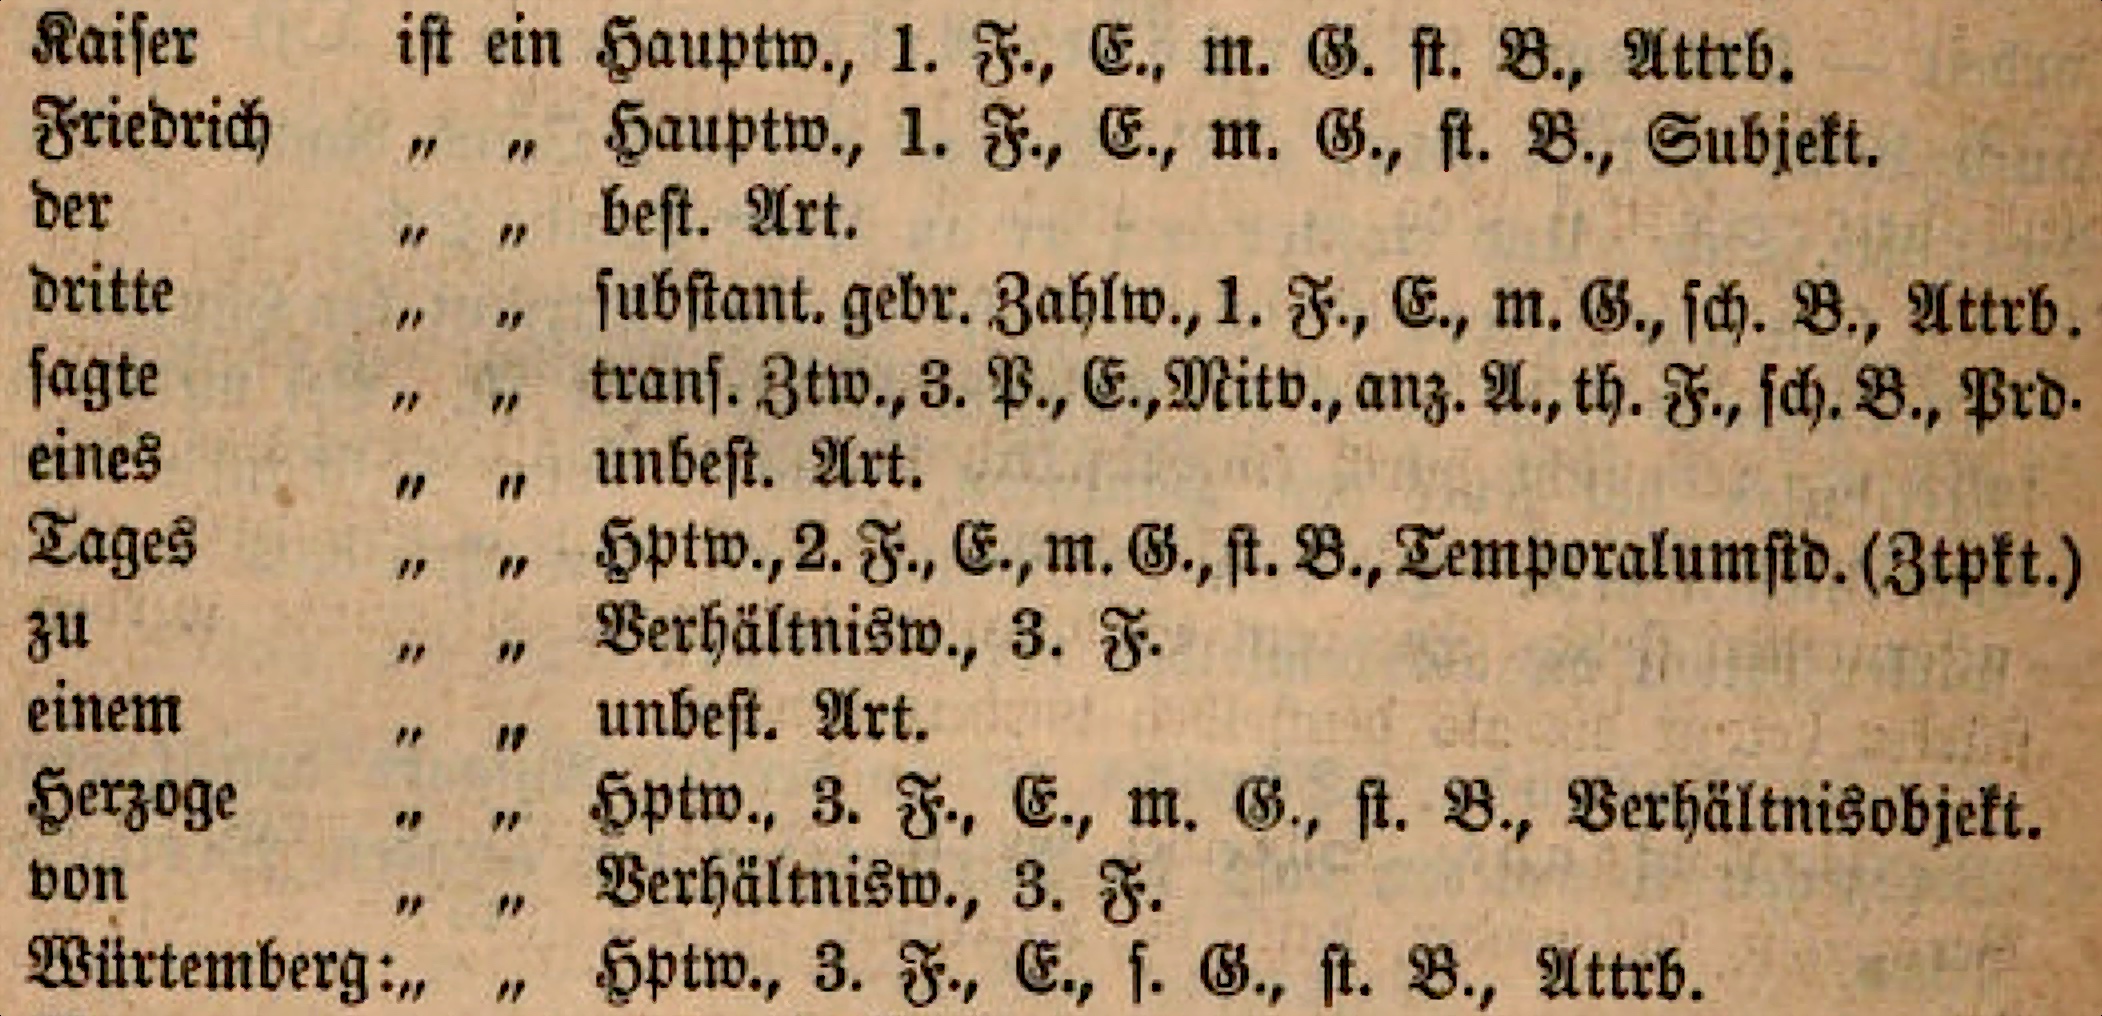 Kaiser ist ein Hauptw., 1. F., E., m. G. st. B., Attrb.
Friedrich „ „ Hauptw., 1. F., E., m. G., st. B., Subjekt.
der „ „ best. Art.
dritte „ „ substant. gebr. Zahlw., 1. F., E., m. G., sch. B., Attrb.
sagte „ „ trans. Ztw., 3. P., E., Mitv., anz. A., th. F., sch. B., Prd.
eines „ „ unbest. Art.
Tages „ „ Hptw., 2. F., E., m. G., st. B., Temporalumstd. (Ztpkt.)
zu „ „ Verhältnisw., 3. F.
einem „ „ unbest. Art.
Herzoge „ „ Hptw., 3. F., E., m. G., st. B., Verhältnisobjekt.
von „ „ Verhältnisw., 3. F.
Würtemberg: „ „ Hptw., 3. F., E., s. G., st. B., Attrb.